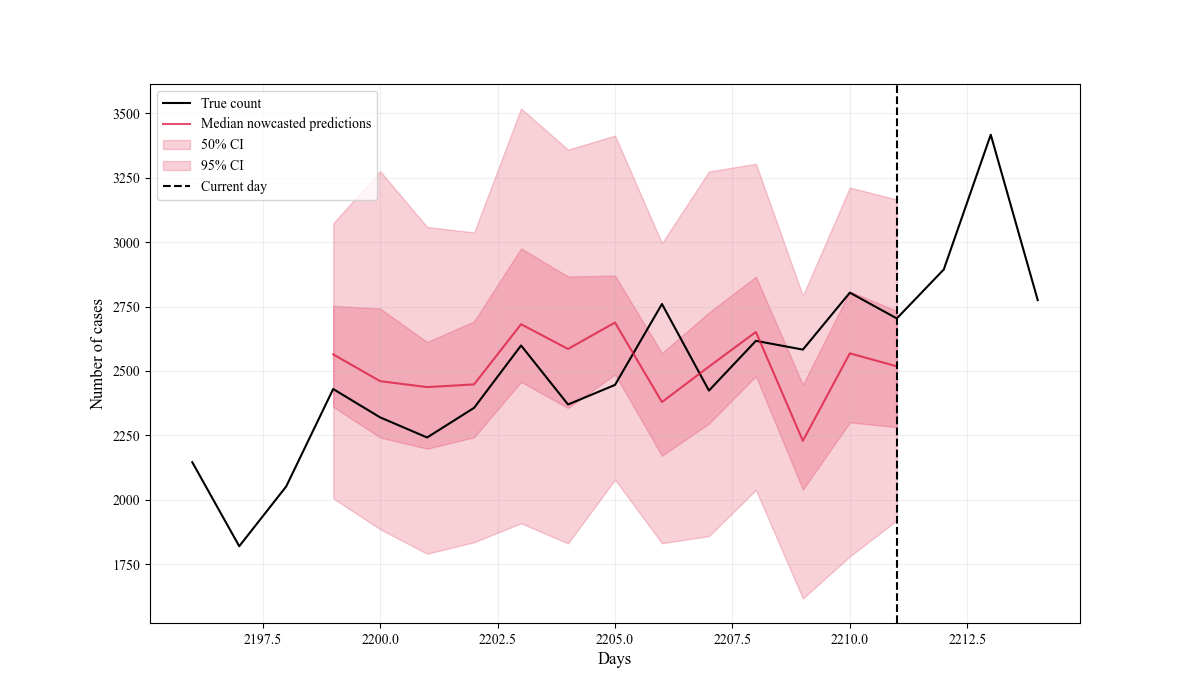 True count
Median nowcasted predictions
50% CI
95% CI
Current day
Number of cases
3500
3250
3000
2750
2500
2250
2000
1750
2197.5
2200.0
2202.5
2205.0
2207.5
2210.0
2212.5
Days